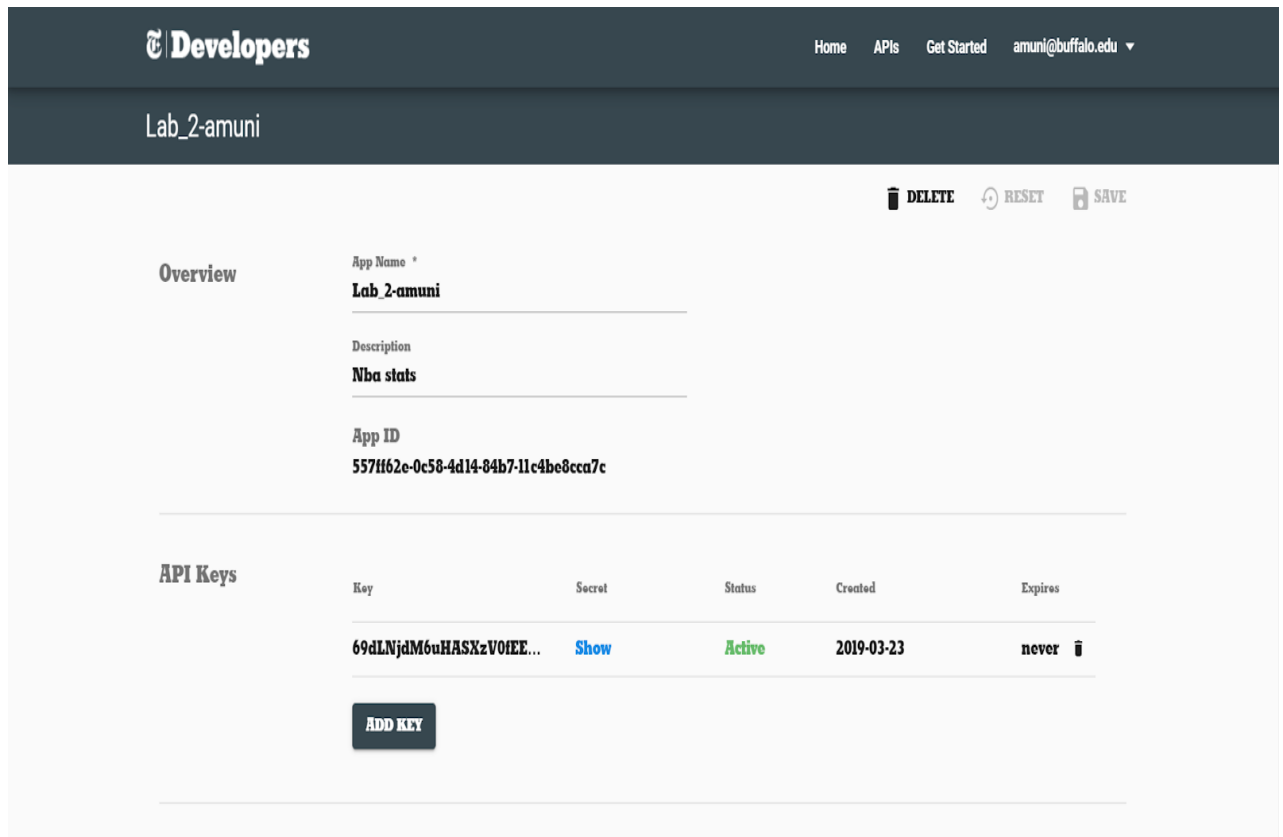 𝕿 Developers
Home APIs Get Started amuni@buffalo.edu
Lab_2-amuni
DELETE RESET SAVE
Overview
App Name *
Lab_2-amuni
Description
Nba stats
App ID
557ff62e-0c58-4d14-84b7-11c4be8cca7c
API Keys
Key Secret Status Created Expires
69dLNjdM6uHASXzV0fEE... Show Active 2019-03-23 never
ADD KEY